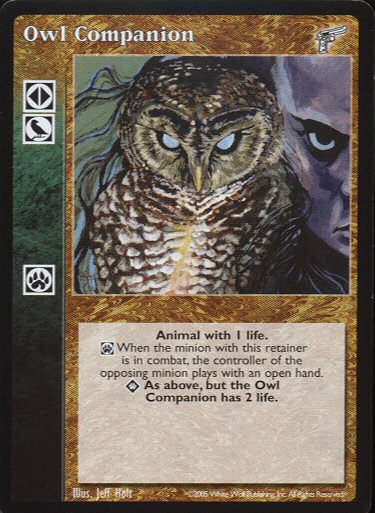 Owl Companion
Animal with 1 life.
When the minion with this retainer
is in combat, the controller of the
opposing minion plays with an open hand.
As above, but the Owl
Companion has 2 life.
Illus. Jeff Holt
©2005 White Wolf Publishing, Inc. All Rights Reserved.